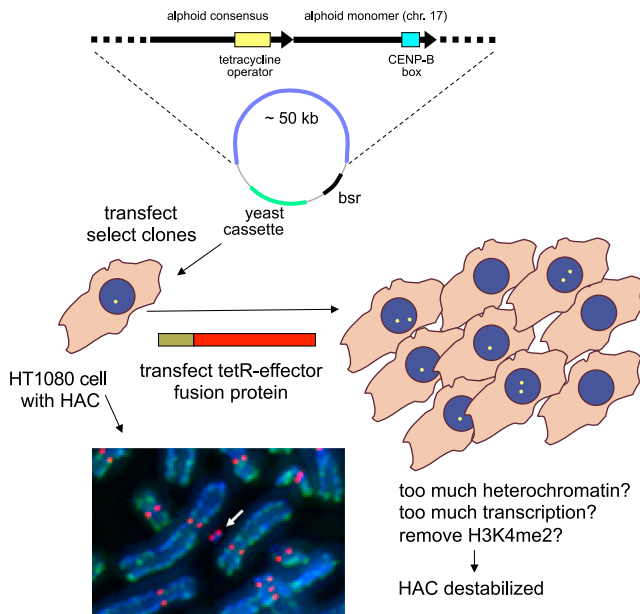 alphoid consensus
alphoid monomer (chr. 17)
tetracycline
operator
CENP-B
box
~ 50 kb
bsr
yeast
cassette
transfect
select clones
HT1080 cell
with HAC
transfect tetR-effector
fusion protein
too much heterochromatin?
too much transcription?
remove H3K4me2?
HAC destabilized